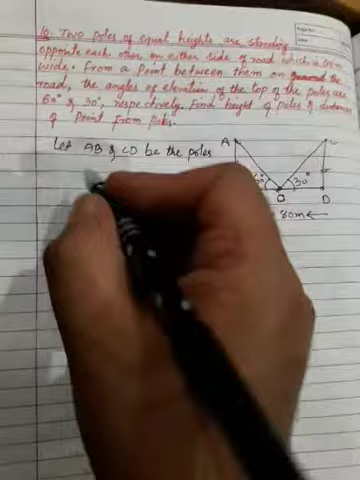 10. Two poles of equal heights are standing
opposite each other on either side of road which is 80m
wide. From a Point between them on the
road, the angles of elevation of the top of the poles are
60° & 30°, respectively. Find height of poles & distances
of Point from poles.
Let AB & CD be the poles
A C
60° 30°
O D
80m